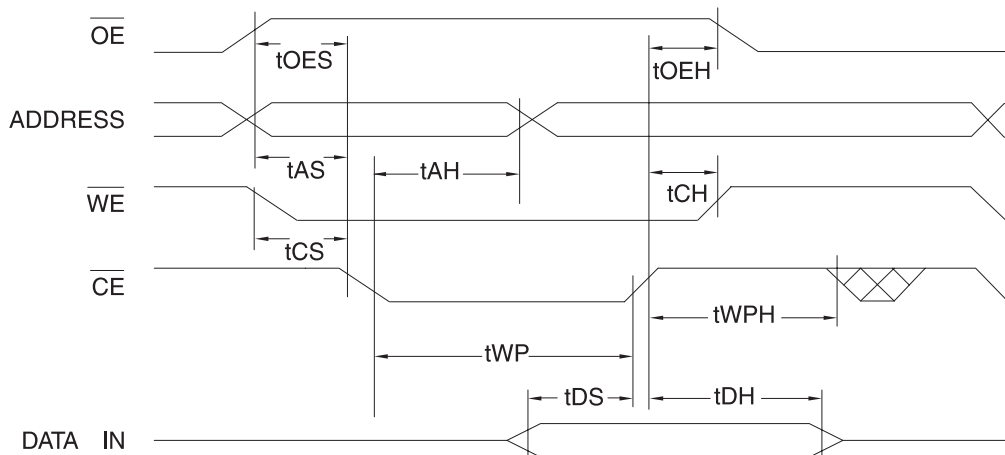 OE
tOES
tOEH
ADDRESS
tAS
tAH
tCH
WE
tCS
CE
tWPH
tWP
tDS
tDH
DATA IN